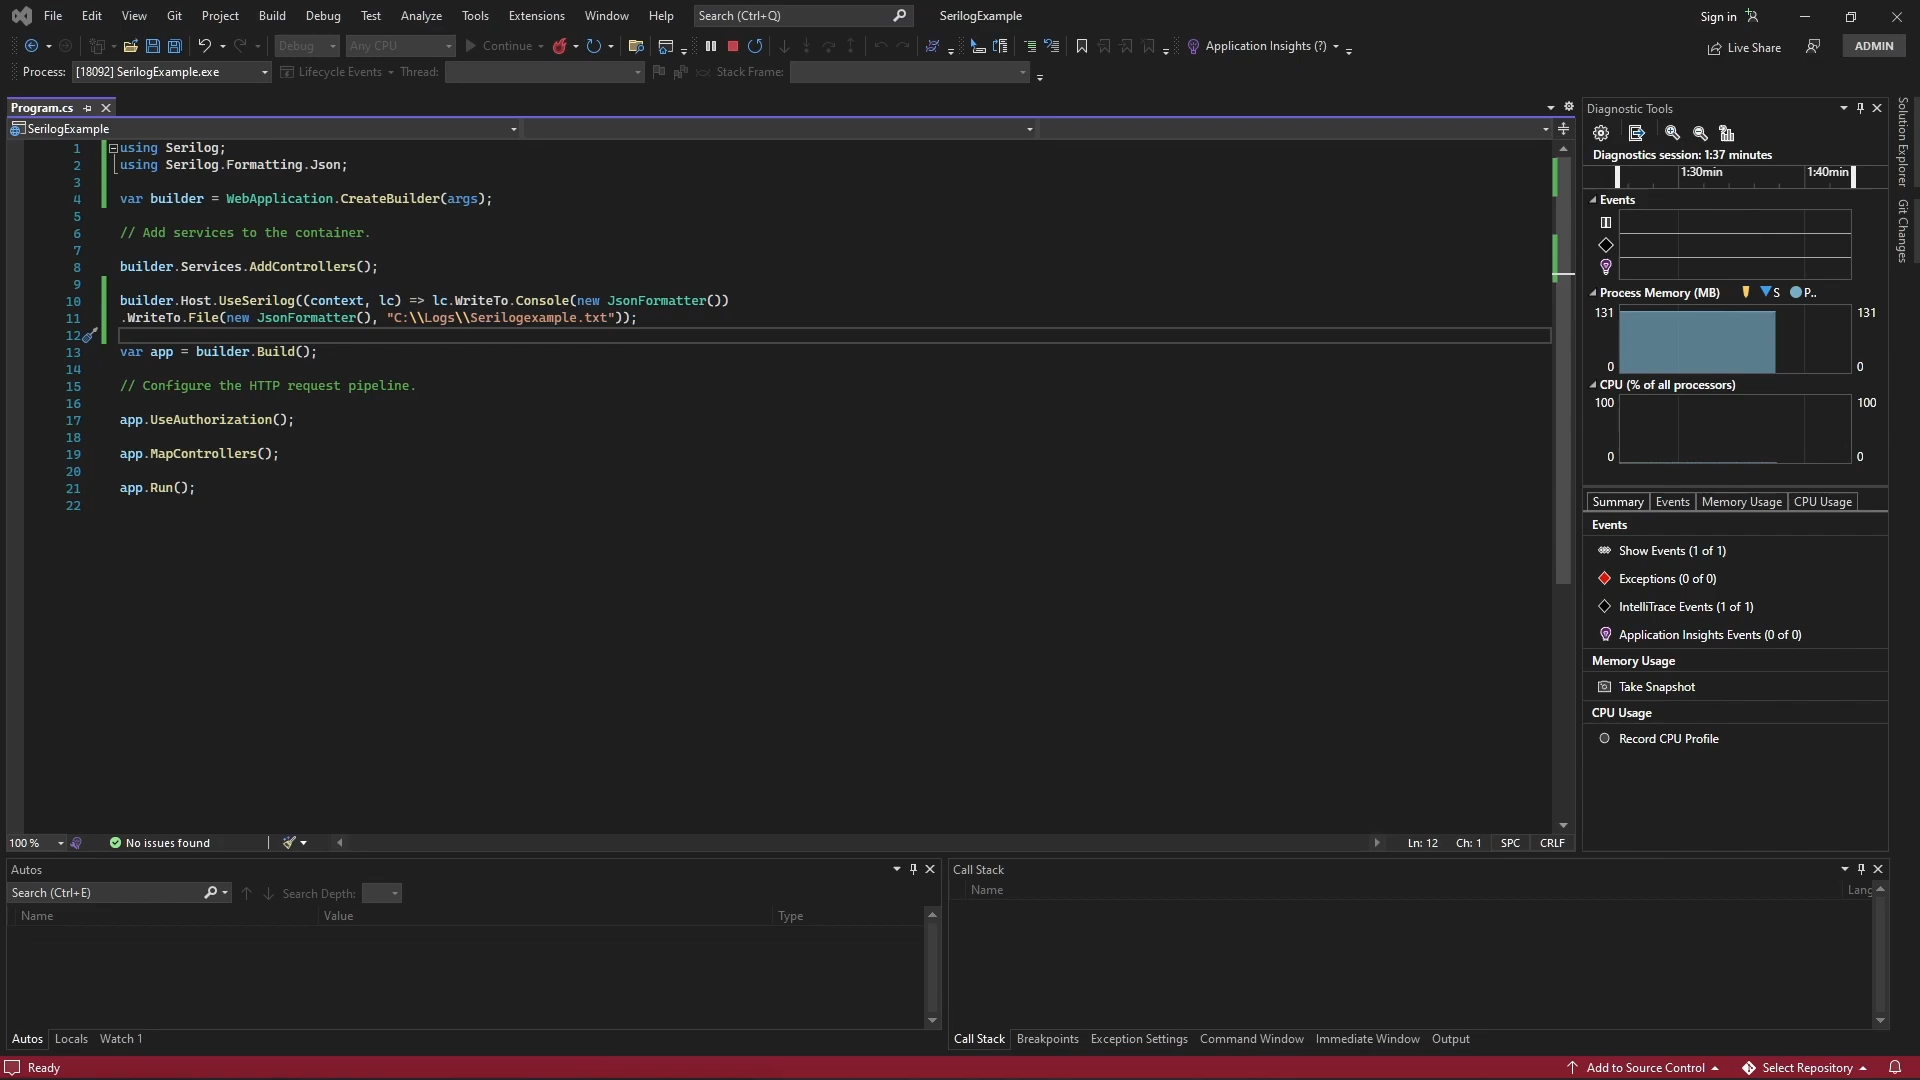 File Edit View Git Project Build Debug Test Analyze Tools Extensions Window Help Search (Ctrl+Q) SerilogExample Sign in
Debug Any CPU Continue Application Insights (?) Live Share ADMIN
Process: [18092] SerilogExample.exe Lifecycle Events Thread: Stack Frame:
Program.cs
SerilogExample
1 using Serilog;
2 using Serilog.Formatting.Json;
3
4 var builder = WebApplication.CreateBuilder(args);
5
6 // Add services to the container.
7
8 builder.Services.AddControllers();
9
10 builder.Host.UseSerilog((context, lc) => lc.WriteTo.Console(new JsonFormatter())
11 .WriteTo.File(new JsonFormatter(), "C:\\Logs\\Serilogexample.txt"));
12
13 var app = builder.Build();
14
15 // Configure the HTTP request pipeline.
16
17 app.UseAuthorization();
18
19 app.MapControllers();
20
21 app.Run();
22
100 % No issues found Ln: 12 Ch: 1 SPC CRLF
Diagnostic Tools
Diagnostics session: 1:37 minutes
1:30min 1:40min
Events
Process Memory (MB) S P..
131 131
0 0
CPU (% of all processors)
100 100
0 0
Summary Events Memory Usage CPU Usage
Events
Show Events (1 of 1)
Exceptions (0 of 0)
IntelliTrace Events (1 of 1)
Application Insights Events (0 of 0)
Memory Usage
Take Snapshot
CPU Usage
Record CPU Profile
Solution Explorer
Git Changes
Autos
Search (Ctrl+E) Search Depth:
Name Value Type
Autos Locals Watch 1
Call Stack
Name Lang
Call Stack Breakpoints Exception Settings Command Window Immediate Window Output
Ready Add to Source Control Select Repository